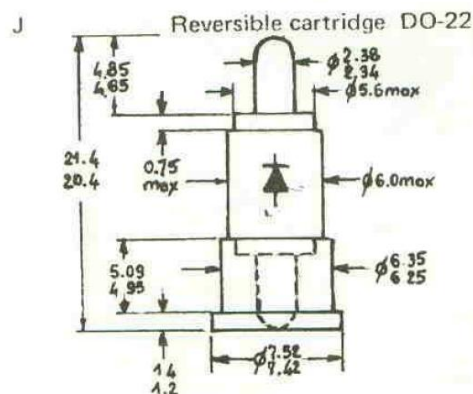 J Reversible cartridge DO-22
4.85
4.65
ϕ2.38
2.34
ϕ5.6max
21.4
20.4
0.75
max
ϕ6.0max
5.09
4.95
ϕ6.35
6.25
ϕ7.52
7.42
1.4
1.2